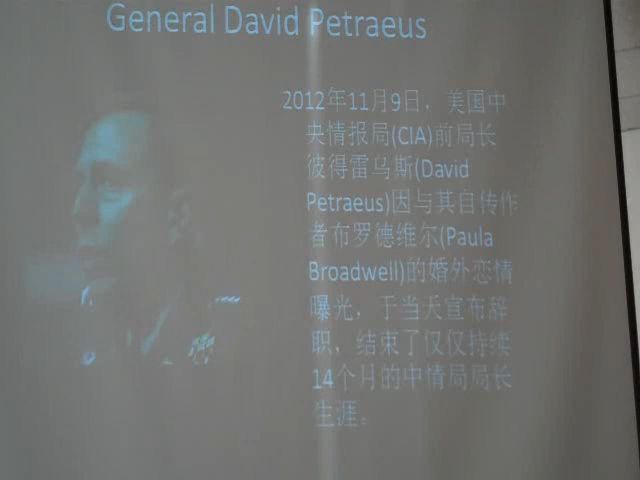 General David Petraeus
2012年11月9日，美国中
央情报局(CIA)前局长
彼得雷乌斯(David
Petraeus)因与其自传作
者布罗德维尔(Paula
Broadwell)的婚外恋情
曝光，于当天宣布辞
职，结束了仅仅持续
14个月的中情局局长
生涯。